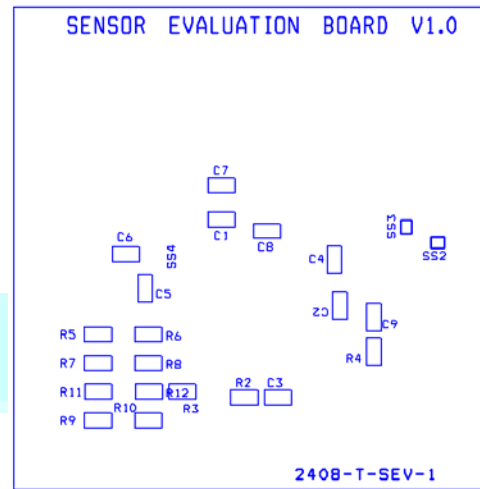 SENSOR EVALUATION BOARD V1.0
C7
C1
C8
C6
SS4
C5
SS3
SS2
C4
C2
C9
R4
R5 R6
R7 R8
R11 R12
R10 R3
R9
R2 C3
2408-T-SEV-1